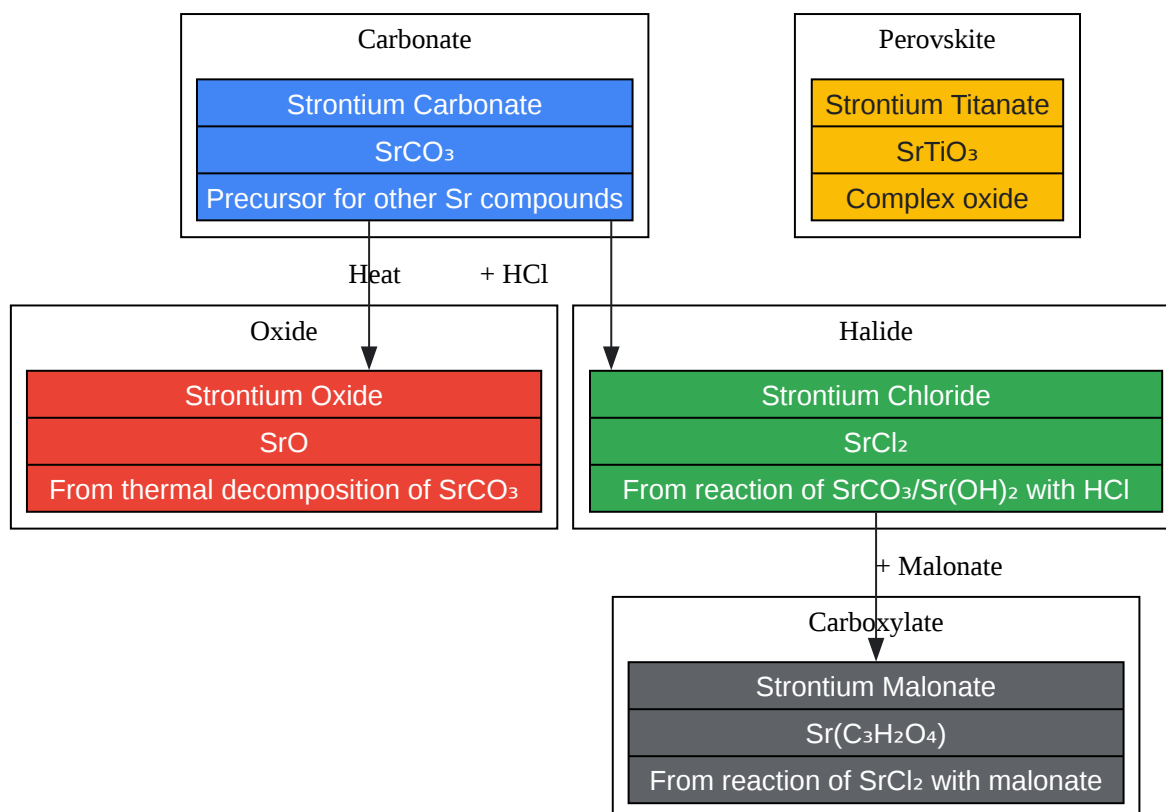 Carbonate
Strontium Carbonate
SrCO₃
Precursor for other Sr compounds
Perovskite
Strontium Titanate
SrTiO₃
Complex oxide
Heat
+ HCl
Oxide
Strontium Oxide
SrO
From thermal decomposition of SrCO₃
Halide
Strontium Chloride
SrCl₂
From reaction of SrCO₃/Sr(OH)₂ with HCl
+ Malonate
Carboxylate
Strontium Malonate
Sr(C₃H₂O₄)
From reaction of SrCl₂ with malonate